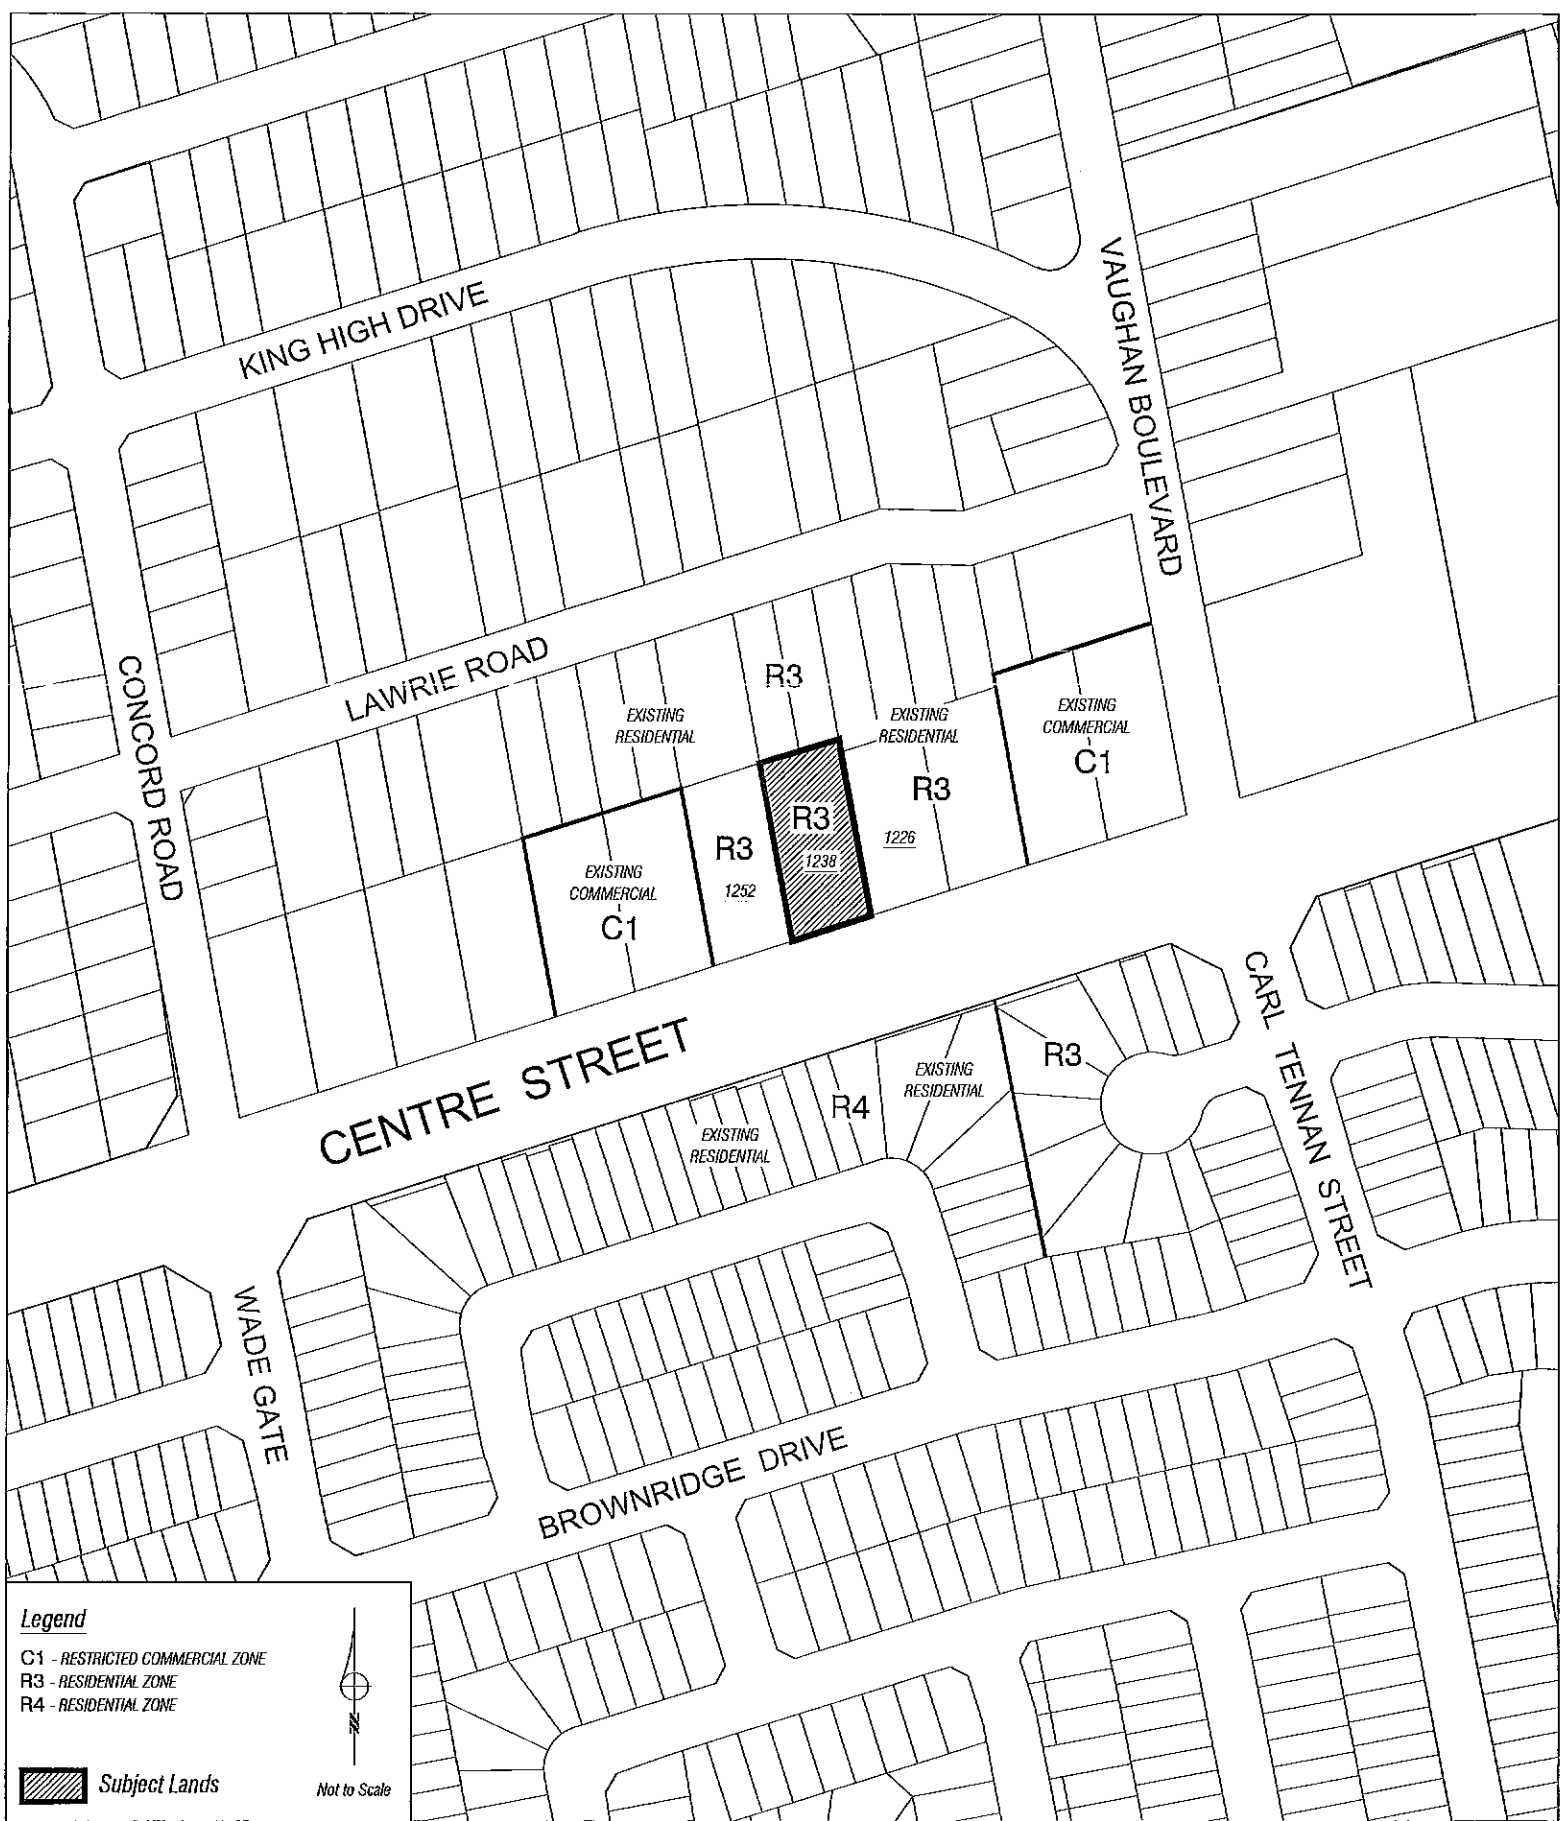 KING HIGH DRIVE
VAUGHAN BOULEVARD
CONCORD ROAD
LAWRIE ROAD
R3
EXISTING
RESIDENTIAL
EXISTING
RESIDENTIAL
R3
EXISTING
COMMERCIAL
C1
R3
1238
1226
R3
1252
EXISTING
COMMERCIAL
C1
CENTRE STREET
CARL TENNAN STREET
R3
EXISTING
RESIDENTIAL
R4
EXISTING
RESIDENTIAL
WADE GATE
BROWNRIDGE DRIVE
Legend
C1 - RESTRICTED COMMERCIAL ZONE
R3 - RESIDENTIAL ZONE
R4 - RESIDENTIAL ZONE
N
Subject Lands
Not to Scale